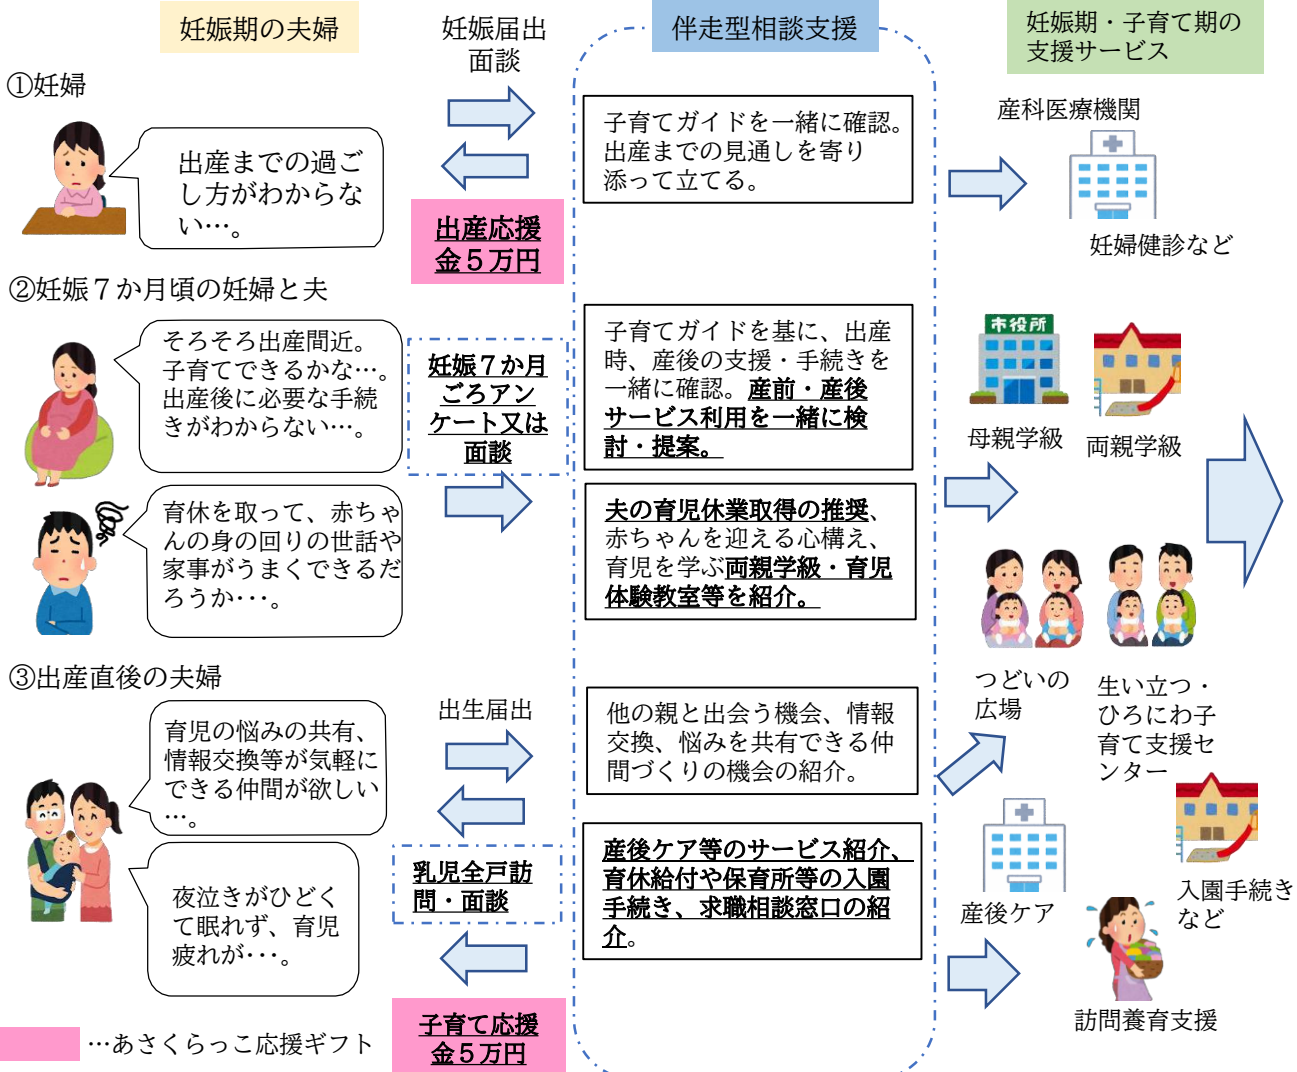 妊娠期の夫婦
妊娠届出
面談
伴走型相談支援
妊娠期・子育て期の
支援サービス
①妊婦
出産までの過ご
し方がわからな
い…。
出産応援
金５万円
子育てガイドを一緒に確認。
出産までの見通しを寄り
添って立てる。
産科医療機関
妊婦健診など
②妊娠７か月頃の妊婦と夫
そろそろ出産間近。
子育てできるかな…。
出産後に必要な手続
きがわからない…。
妊娠７か月
ごろアン
ケート又は
面談
子育てガイドを基に、出産
時、産後の支援・手続きを
一緒に確認。産前・産後
サービス利用を一緒に検
討・提案。
市役所
母親学級
両親学級
育休を取って、赤ちゃ
んの身の回りの世話や
家事がうまくできるだ
ろうか･･･。
夫の育児休業取得の推奨、
赤ちゃんを迎える心構え、
育児を学ぶ両親学級・育児
体験教室等を紹介。
つどいの
広場
生い立つ・
ひろにわ子
育て支援セ
ンター
③出産直後の夫婦
育児の悩みの共有、
情報交換等が気軽に
できる仲間が欲しい
…。
出生届出
他の親と出会う機会、情報
交換、悩みを共有できる仲
間づくりの機会の紹介。
夜泣きがひどく
て眠れず、育児
疲れが･･･。
乳児全戸訪
問・面談
産後ケア等のサービス紹介、
育休給付や保育所等の入園
手続き、求職相談窓口の紹
介。
産後ケア
入園手続き
など
訪問養育支援
子育て応援
金５万円
…あさくらっこ応援ギフト